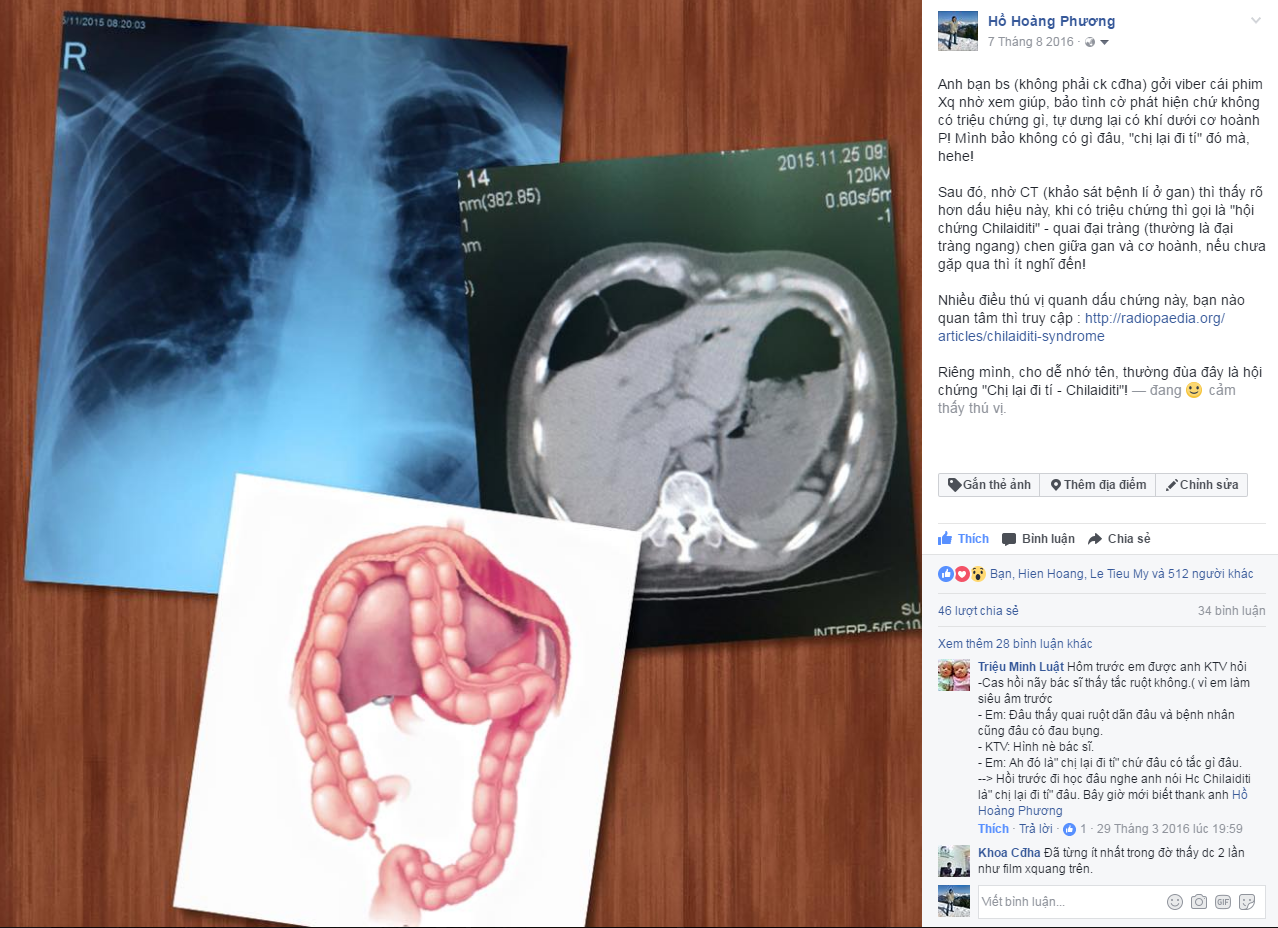 5/11/2015 08:20:03
R
14
mm(382.85)
2015.11.25 09:
120kV
0.60s/5m
-1
SU
INTERP-5/FC10
Hồ Hoàng Phương
7 Tháng 8 2016 ·
Anh bạn bs (không phải ck cđha) gởi viber cái phim
Xq nhờ xem giúp, bảo tình cờ phát hiện chứ không
có triệu chứng gì, tự dưng lại có khí dưới cơ hoành
P! Mình bảo không có gì đâu, "chị lại đi tí" đó mà,
hehe!
Sau đó, nhờ CT (khảo sát bệnh lí ở gan) thì thấy rõ
hơn dấu hiệu này, khi có triệu chứng thì gọi là "hội
chứng Chilaiditi" - quai đại tràng (thường là đại
tràng ngang) chen giữa gan và cơ hoành, nếu chưa
gặp qua thì ít nghĩ đến!
Nhiều điều thú vị quanh dấu chứng này, bạn nào
quan tâm thì truy cập : http://radiopaedia.org/
articles/chilaiditi-syndrome
Riêng mình, cho dễ nhớ tên, thường đùa đây là hội
chứng "Chị lại đi tí - Chilaiditi"! — đang 🙂 cảm
thấy thú vị.
Gắn thẻ ảnh Thêm địa điểm Chỉnh sửa
Thích Bình luận Chia sẻ
Bạn, Hien Hoang, Le Tieu My và 512 người khác
46 lượt chia sẻ 34 bình luận
Xem thêm 28 bình luận khác
Triệu Minh Luật Hôm trước em được anh KTV hỏi
-Cas hồi nãy bác sĩ thấy tắc ruột không.( vì em làm
siêu âm trước
- Em: Đâu thấy quai ruột dãn đâu và bệnh nhân
cũng đâu có đau bụng.
- KTV: Hình nè bác sĩ.
- Em: Ah đó là" chị lại đi tí" chứ đâu có tắc gì đâu.
--> Hồi trước đi học đâu nghe anh nói Hc Chilaiditi
là" chị lại đi tí" đâu. Bây giờ mới biết thank anh Hồ
Hoàng Phương
Thích · Trả lời · 1 · 29 Tháng 3 2016 lúc 19:59
Khoa Cđha Đã từng ít nhất trong đời thấy dc 2 lần
như film xquang trên.
Viết bình luận...
GIF